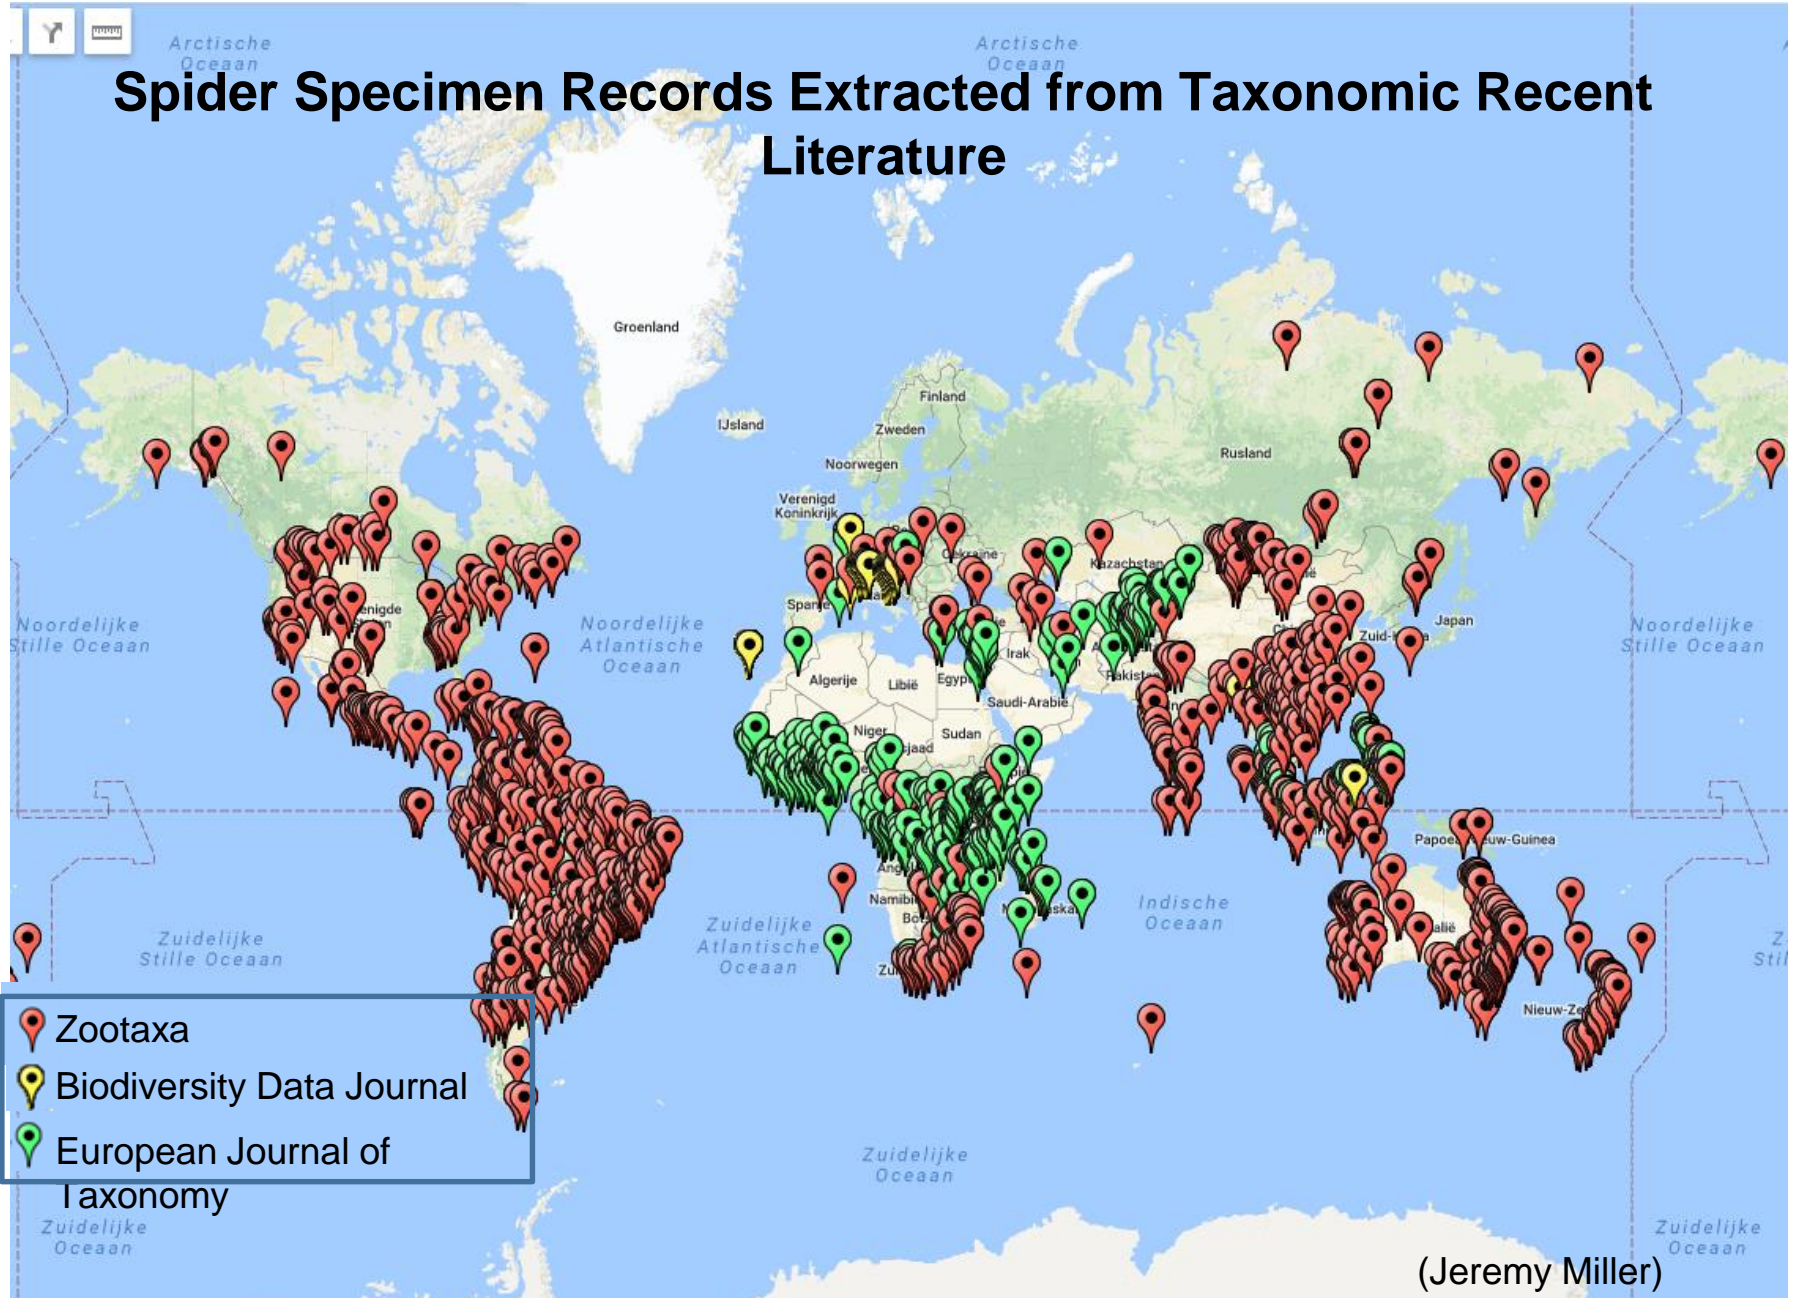 Arctische
Oceaan
Arctische
Oceaan
Spider Specimen Records Extracted from Taxonomic Recent
Literature
Groenland
IJsland
Finland
Zweden
Noorwegen
Rusland
Verenigd
Koninkrijk
Oekraïne
Kazachstan
Spanje
Noordelijke
Stille Oceaan
Noordelijke
Atlantische
Oceaan
Japan
Noordelijke
Stille Oceaan
Irak
Algerije
Libië
Egypte
Pakistan
Saudi-Arabië
Niger
Sudan
Papoea-Nieuw-Guinea
Namibië
Zuidelijke
Stille Oceaan
Zuidelijke
Atlantische
Oceaan
Indische
Oceaan
Nieuw-Ze
Zootaxa
Biodiversity Data Journal
European Journal of
Taxonomy
Zuidelijke
Oceaan
Zuidelijke
Oceaan
Zuidelijke
Oceaan
(Jeremy Miller)